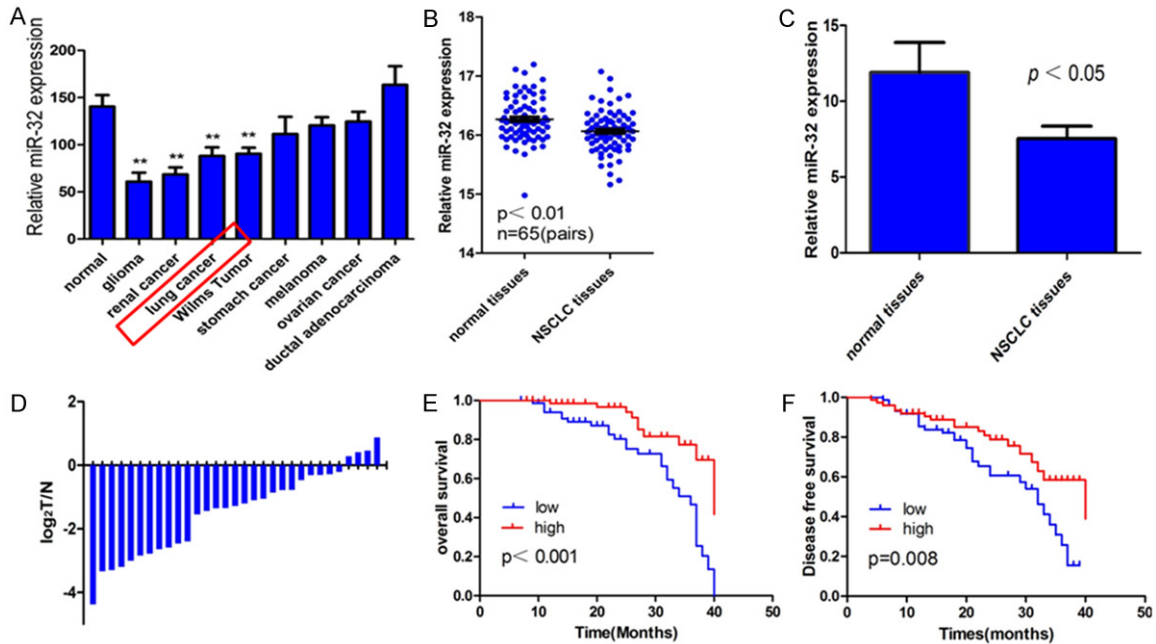 A
Relative miR-32 expression
200
150
100
50
0
**
**
**
**
normal
glioma
renal cancer
lung cancer
Wilms Tumor
stomach cancer
melanoma
ovarian cancer
ductal adenocarcinoma
B
Relative miR-32 expression
18
17
16
15
14
p< 0.01
n=65(pairs)
normal tissues
NSCLC tissues
C
Relative miR-32 expression
15
10
5
0
p < 0.05
normal tissues
NSCLC tissues
D
log2T/N
2
0
-2
-4
E
overall survival
1.0
0.8
0.6
0.4
0.2
0.0
low
high
p< 0.001
0
10
20
30
40
50
Time(Months)
F
Disease free survival
1.0
0.8
0.6
0.4
0.2
0.0
low
high
p=0.008
0
10
20
30
40
50
Times(months)